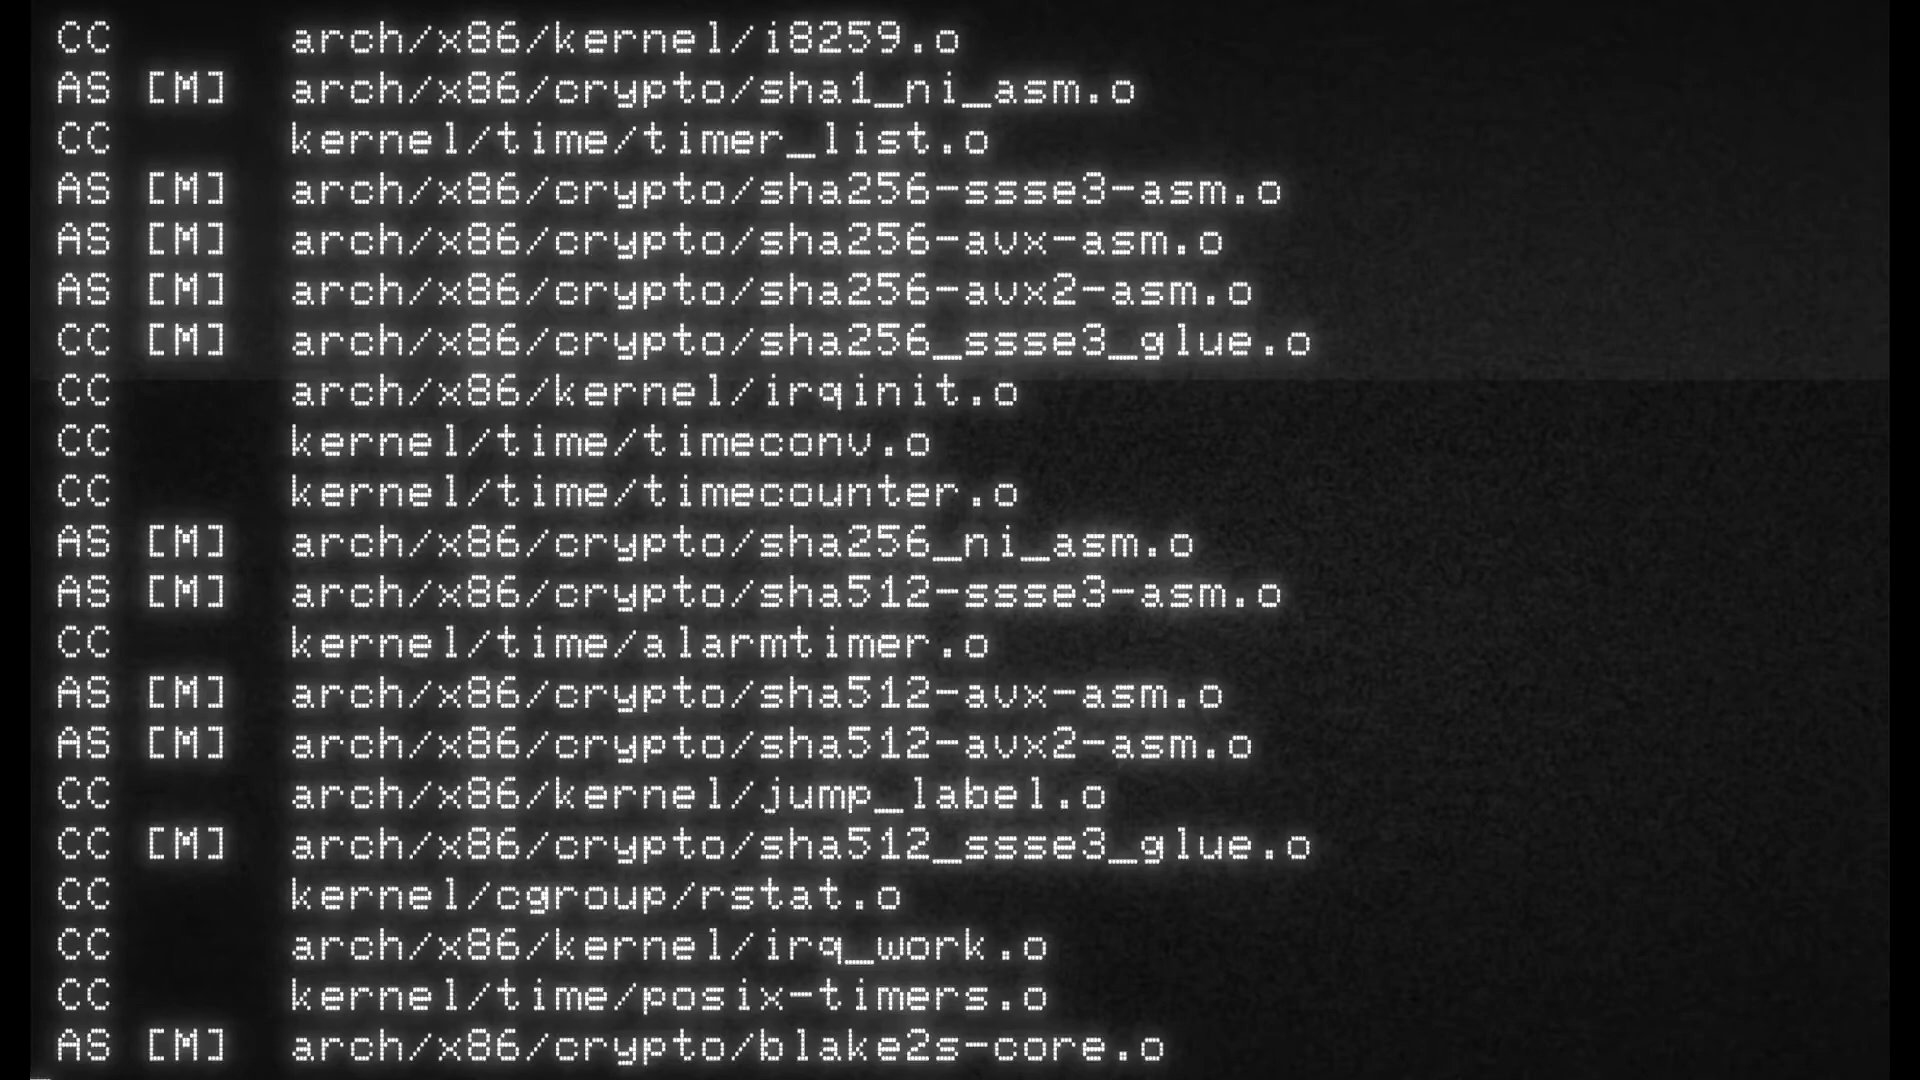 CC       arch/x86/kernel/i8259.o
AS [M]  arch/x86/crypto/sha1_ni_asm.o
CC       kernel/time/timer_list.o
AS [M]  arch/x86/crypto/sha256-ssse3-asm.o
AS [M]  arch/x86/crypto/sha256-avx-asm.o
AS [M]  arch/x86/crypto/sha256-avx2-asm.o
CC [M]  arch/x86/crypto/sha256_ssse3_glue.o
CC       arch/x86/kernel/irqinit.o
CC       kernel/time/timeconv.o
CC       kernel/time/timecounter.o
AS [M]  arch/x86/crypto/sha256_ni_asm.o
AS [M]  arch/x86/crypto/sha512-ssse3-asm.o
CC       kernel/time/alarmtimer.o
AS [M]  arch/x86/crypto/sha512-avx-asm.o
AS [M]  arch/x86/crypto/sha512-avx2-asm.o
CC       arch/x86/kernel/jump_label.o
CC [M]  arch/x86/crypto/sha512_ssse3_glue.o
CC       kernel/cgroup/rstat.o
CC       arch/x86/kernel/irq_work.o
CC       kernel/time/posix-timers.o
AS [M]  arch/x86/crypto/blake2s-core.o